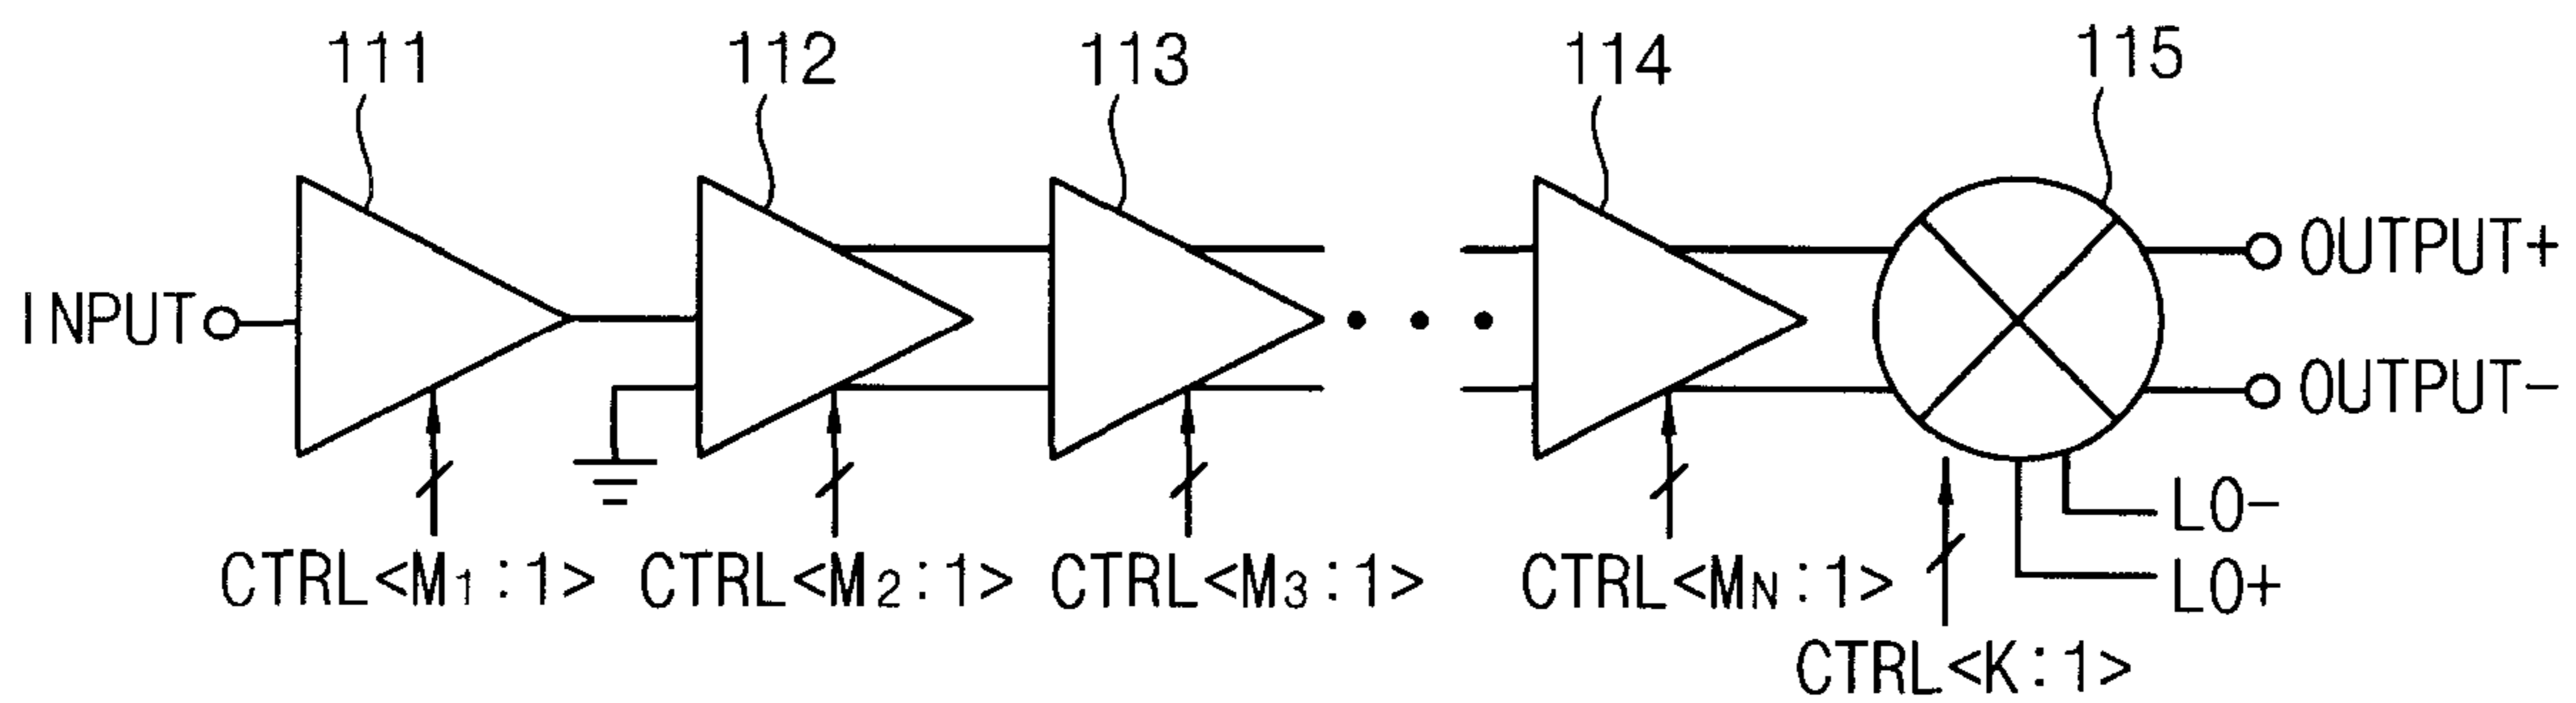 111 112 113 114 115
INPUT
OUTPUT+
OUTPUT-
LO-
LO+
CTRL<M1:1> CTRL<M2:1> CTRL<M3:1> CTRL<MN:1>
CTRL<K:1>